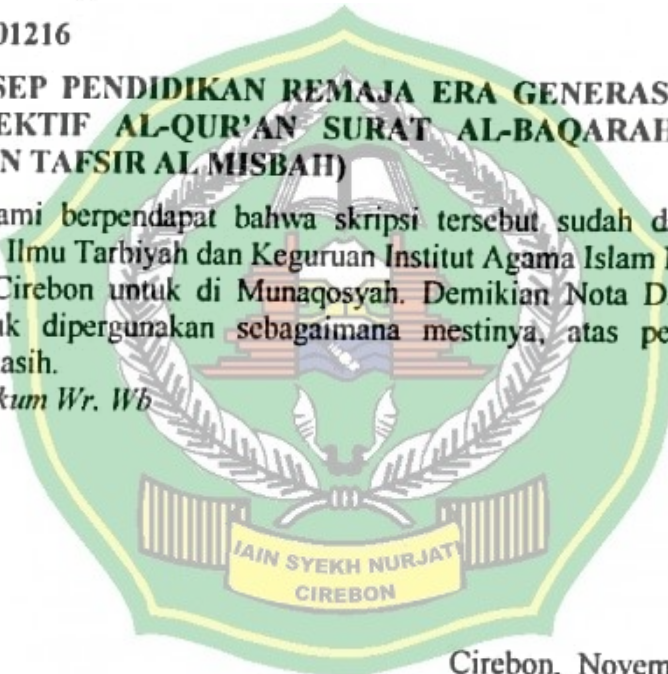 01216
SEP PENDIDIKAN REMAJA ERA GENERAS
EKTIF AL-QUR'AN SURAT AL-BAQARAH
N TAFSIR AL MISBAH)
ami berpendapat bahwa skripsi tersebut sudah d
Ilmu Tarbiyah dan Keguruan Institut Agama Islam
Cirebon untuk di Munaqosyah. Demikian Nota D
k dipergunakan sebagaimana mestinya, atas pe
asih.
kum Wr. Wb
IAIN SYEKH NURJATI
CIREBON
Cirebon, Novem